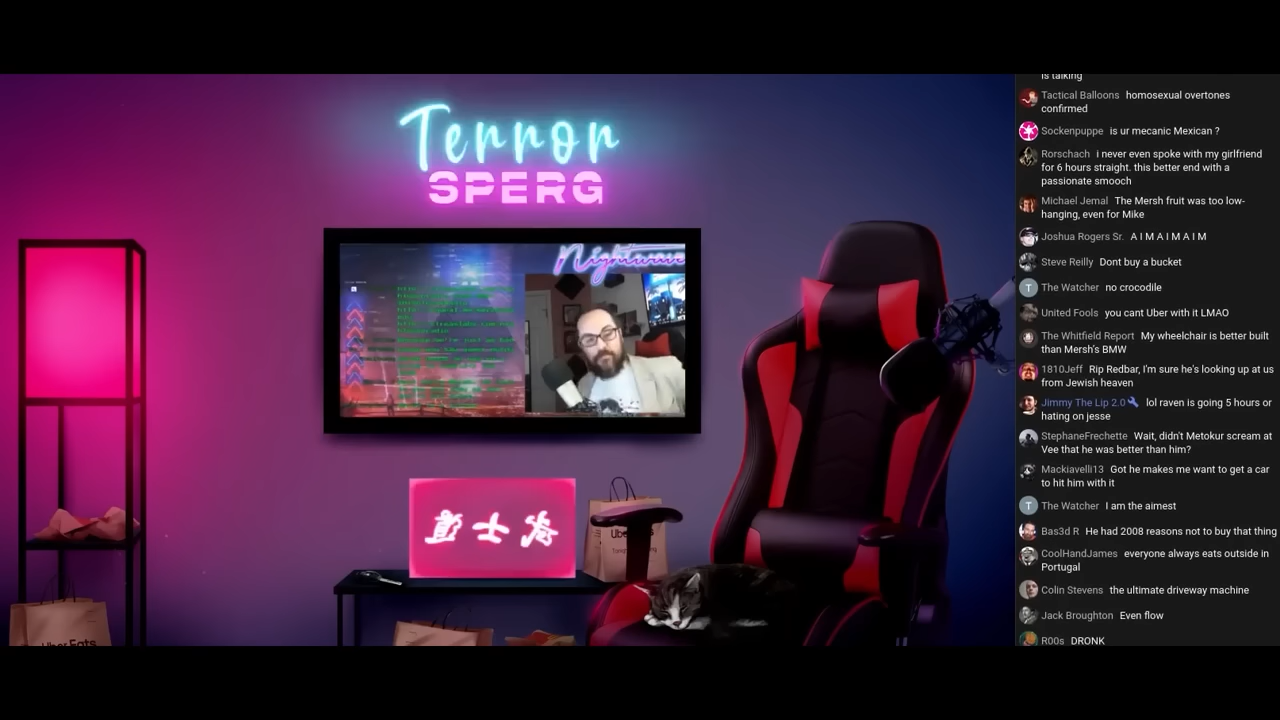 Terror
SPERG
Nightwave
武士道
Uber
UberEats
is talking
Tactical Balloons homosexual overtones
confirmed
Sockenpuppe is ur mecanic Mexican ?
Rorschach i never even spoke with my girlfriend
for 6 hours straight. this better end with a
passionate smooch
Michael Jemal The Mersh fruit was too low-
hanging, even for Mike
Joshua Rogers Sr. A I M A I M A I M
Steve Reilly Dont buy a bucket
T The Watcher no crocodile
United Fools you cant Uber with it LMAO
The Whitfield Report My wheelchair is better built
than Mersh's BMW
1810Jeff Rip Redbar, I'm sure he's looking up at us
from Jewish heaven
Jimmy The Lip 2.0 lol raven is going 5 hours or
hating on jesse
StephaneFrechette Wait, didn't Metokur scream at
Vee that he was better than him?
Mackiavelli13 Got he makes me want to get a car
to hit him with it
T The Watcher I am the aimest
Bas3d R He had 2008 reasons not to buy that thing
CoolHandJames everyone always eats outside in
Portugal
Colin Stevens the ultimate driveway machine
Jack Broughton Even flow
R00s DRONK